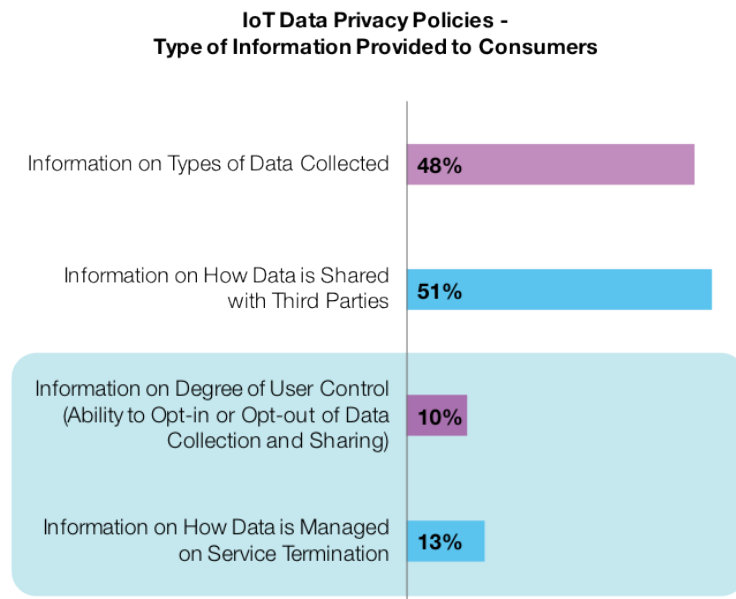 IoT Data Privacy Policies -
Type of Information Provided to Consumers
Information on Types of Data Collected
48%
Information on How Data is Shared
with Third Parties
51%
Information on Degree of User Control
(Ability to Opt-in or Opt-out of Data
Collection and Sharing)
10%
Information on How Data is Managed
on Service Termination
13%